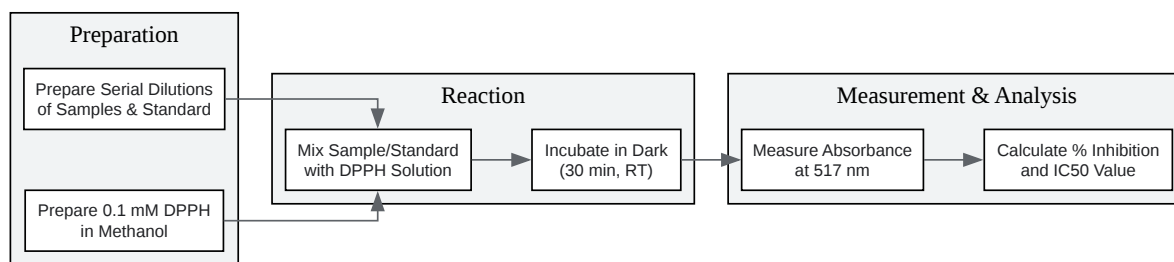 Preparation
Prepare Serial Dilutions
of Samples & Standard
Prepare 0.1 mM DPPH
in Methanol
Reaction
Mix Sample/Standard
with DPPH Solution
Incubate in Dark
(30 min, RT)
Measurement & Analysis
Measure Absorbance
at 517 nm
Calculate % Inhibition
and IC50 Value